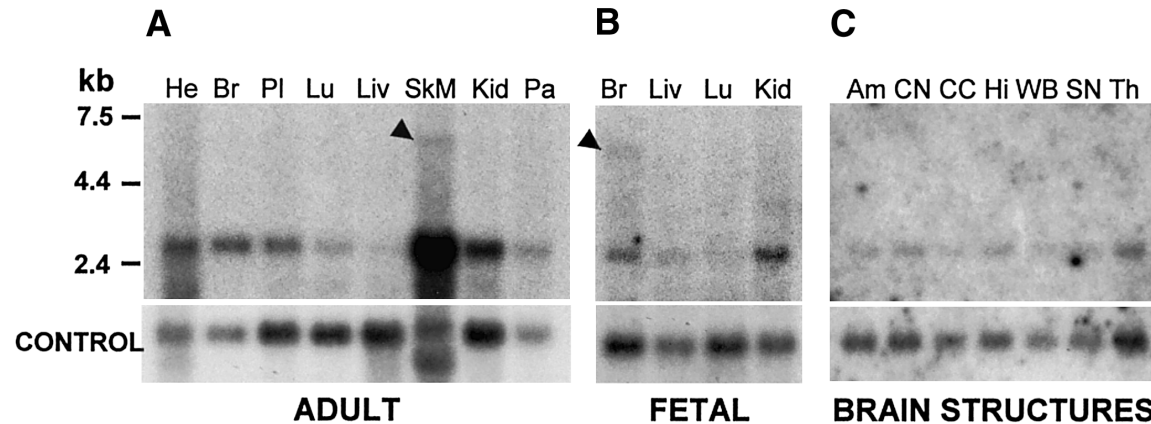 A B C
kb He Br Pl Lu Liv SkM Kid Pa Br Liv Lu Kid Am CN CC Hi WB SN Th
7.5
4.4
2.4
CONTROL
ADULT FETAL BRAIN STRUCTURES